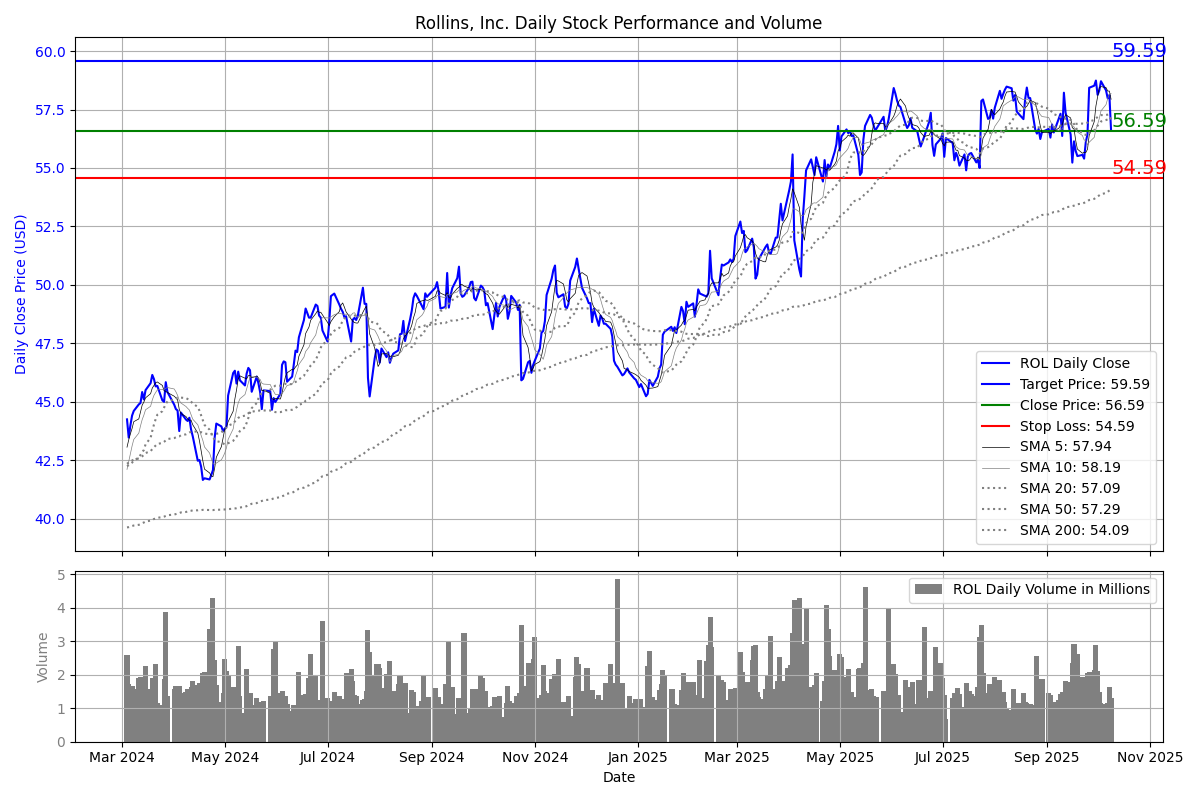 Rollins, Inc. Daily Stock Performance and Volume
60.0
57.5
55.0
52.5
50.0
47.5
45.0
42.5
40.0
Daily Close Price (USD)
59.59
56.59
54.59
ROL Daily Close
Target Price: 59.59
Close Price: 56.59
Stop Loss: 54.59
SMA 5: 57.94
SMA 10: 58.19
SMA 20: 57.09
SMA 50: 57.29
SMA 200: 54.09
5
4
3
2
1
0
Volume
ROL Daily Volume in Millions
Mar 2024 May 2024 Jul 2024 Sep 2024 Nov 2024 Jan 2025 Mar 2025 May 2025 Jul 2025 Sep 2025 Nov 2025
Date